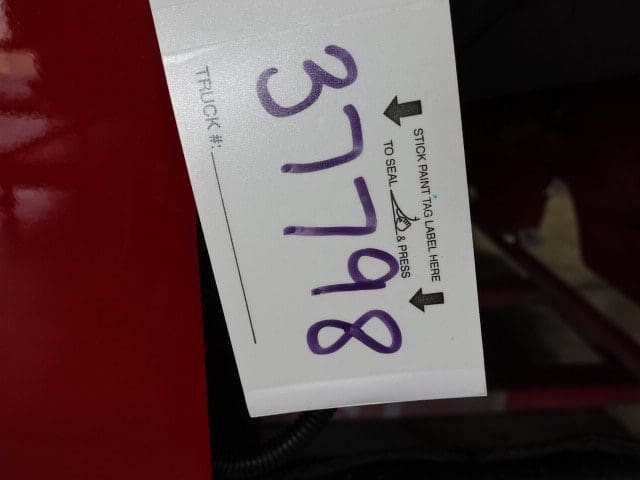 STICK PAINT TAG LABEL HERE
TO SEAL & PRESS
37798
TRUCK #: